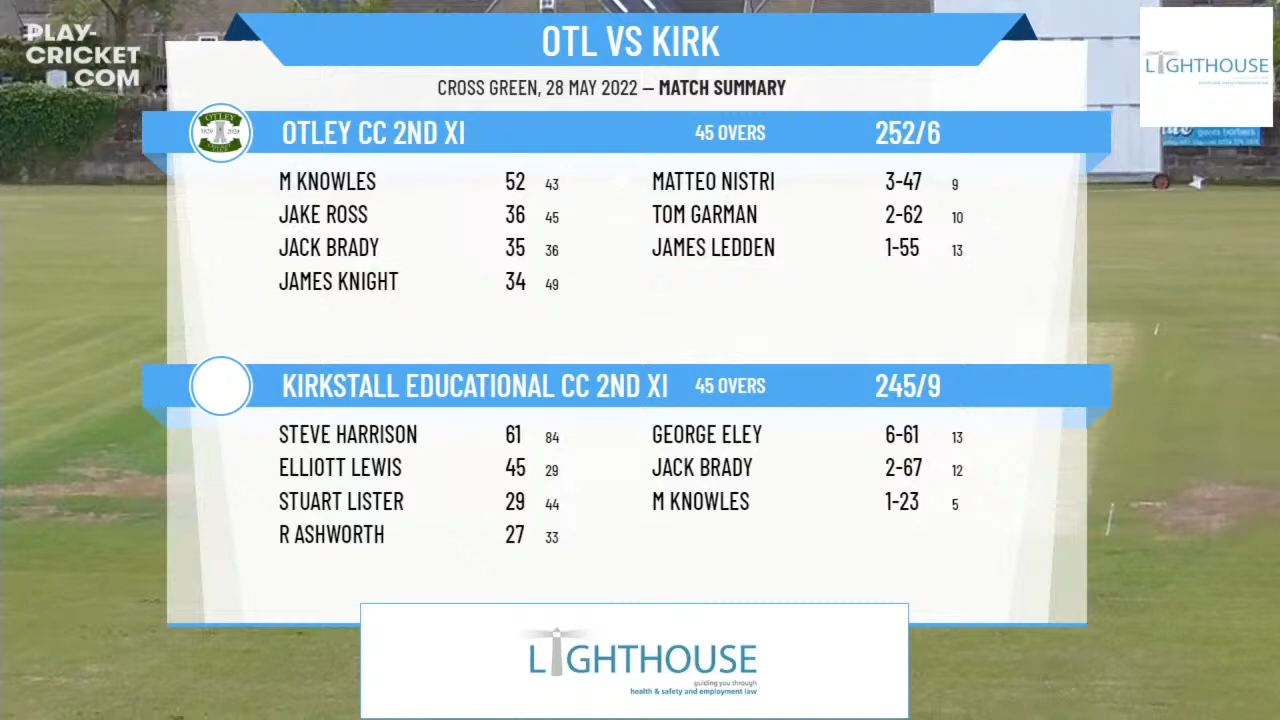 PLAY-
CRICKET
.COM
OTL VS KIRK
LIGHTHOUSE
CROSS GREEN, 28 MAY 2022 – MATCH SUMMARY
OTLEY CC 2ND XI 45 OVERS 252/6
OTLEY
M KNOWLES 52 43 MATTEO NISTRI 3-47 9
JAKE ROSS 36 45 TOM GARMAN 2-62 10
JACK BRADY 35 36 JAMES LEDDEN 1-55 13
JAMES KNIGHT 34 49
KIRKSTALL EDUCATIONAL CC 2ND XI 45 OVERS 245/9
STEVE HARRISON 61 84 GEORGE ELEY 6-61 13
ELLIOTT LEWIS 45 29 JACK BRADY 2-67 12
STUART LISTER 29 44 M KNOWLES 1-23 5
R ASHWORTH 27 33
LIGHTHOUSE
guiding you through
health & safety and employment law